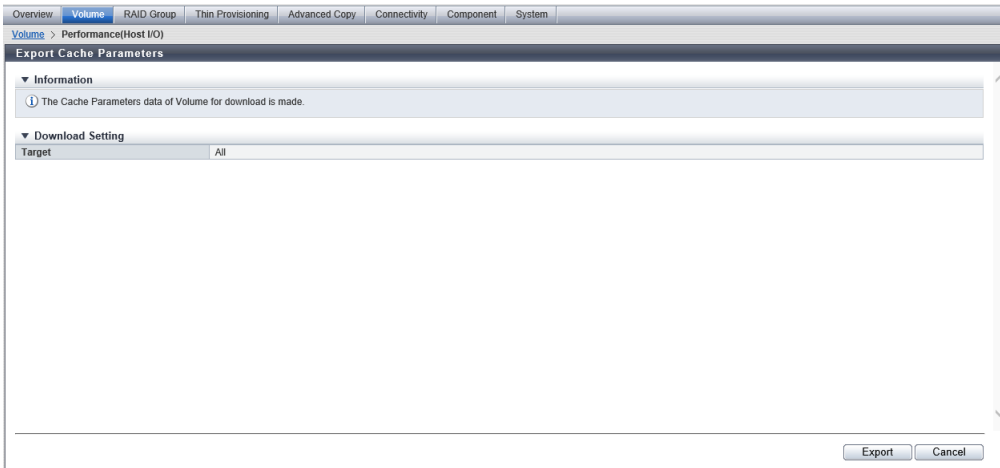 Overview Volume RAID Group Thin Provisioning Advanced Copy Connectivity Component System
Volume > Performance(Host I/O)
Export Cache Parameters
▼ Information
i The Cache Parameters data of Volume for download is made.
▼ Download Setting
Target All
Export Cancel